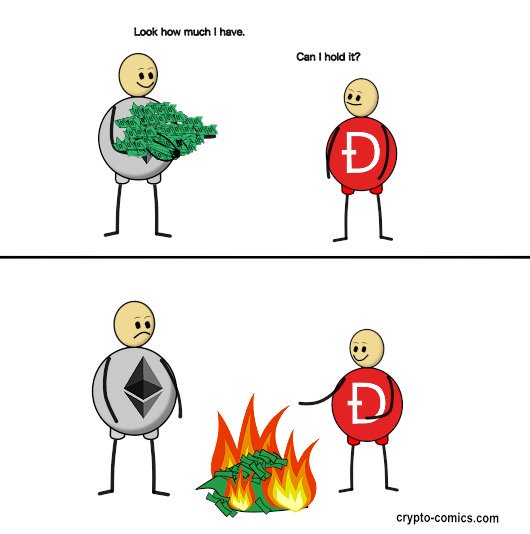 Look how much I have.
Can I hold it?
Đ
Đ
crypto-comics.com